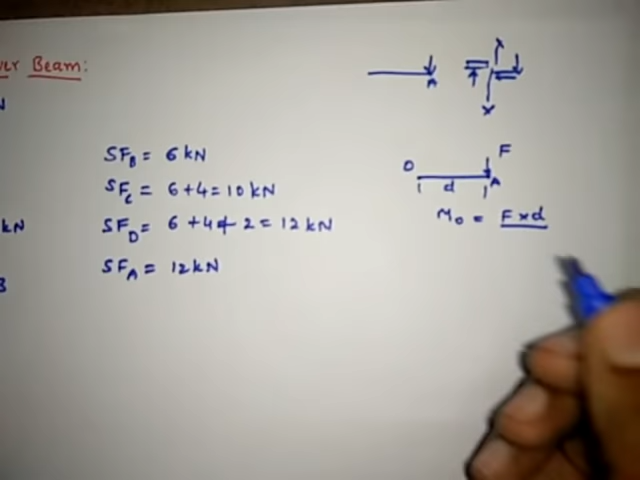 Beam:
SF_B = 6 kN
SF_C = 6+4 = 10 kN
kN
SF_D = 6 + 4 + 2 = 12 kN
SF_A = 12 kN
A
X
X
F
O
d
A
M_O = F×d